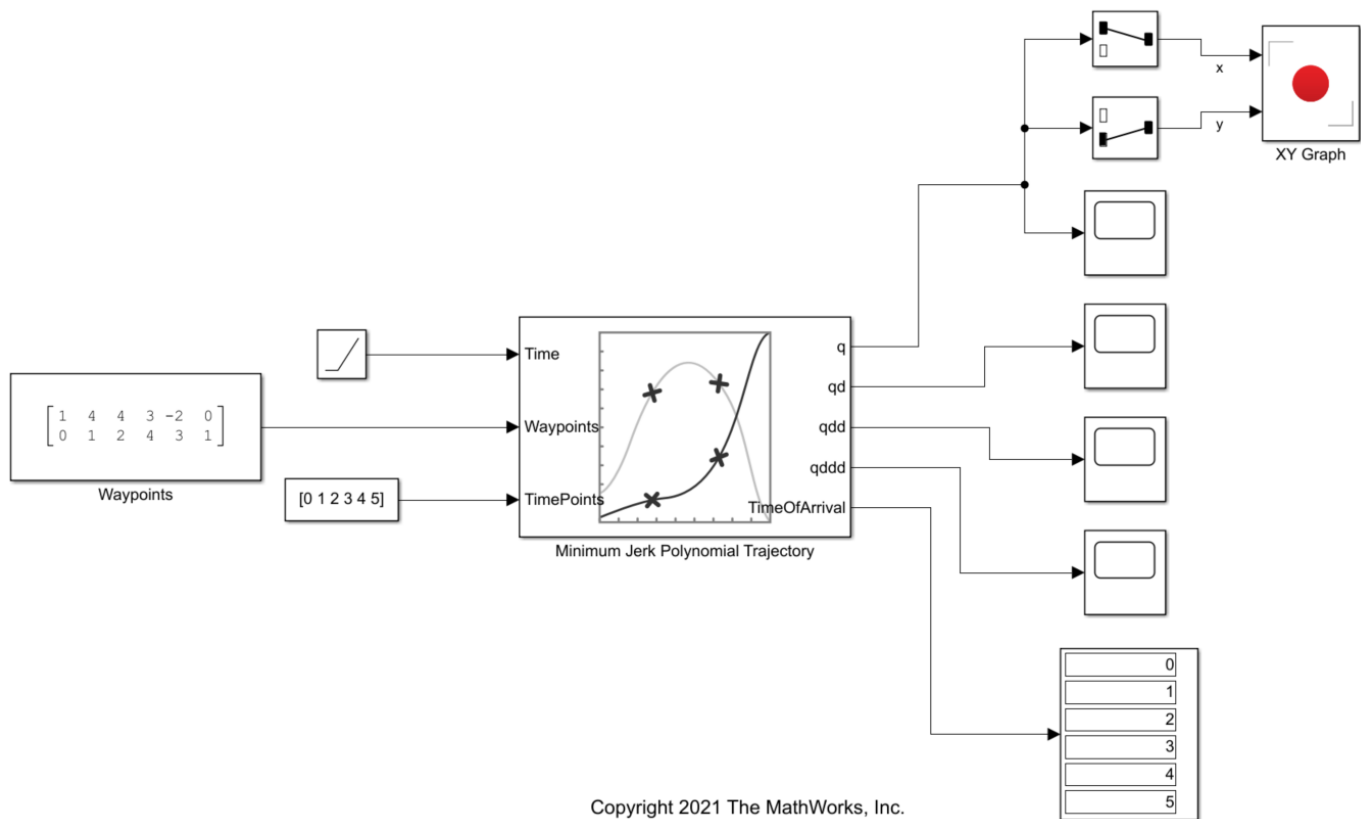 x
y
XY Graph
Time
q
qd
1 4 4 3 -2 0
0 1 2 4 3 1
Waypoints
Waypoints
qdd
qddd
[0 1 2 3 4 5]
TimePoints
TimeOfArrival
Minimum Jerk Polynomial Trajectory
0
1
2
3
4
5
Copyright 2021 The MathWorks, Inc.